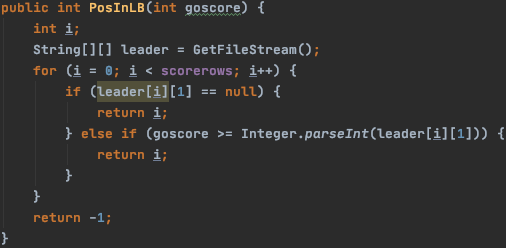 public int PosInLB(int goscore) {
    int i;
    String[][] leader = GetFileStream();
    for (i = 0; i < scorerows; i++) {
        if (leader[i][1] == null) {
            return i;
        } else if (goscore >= Integer.parseInt(leader[i][1])) {
            return i;
        }
    }
    return -1;
}